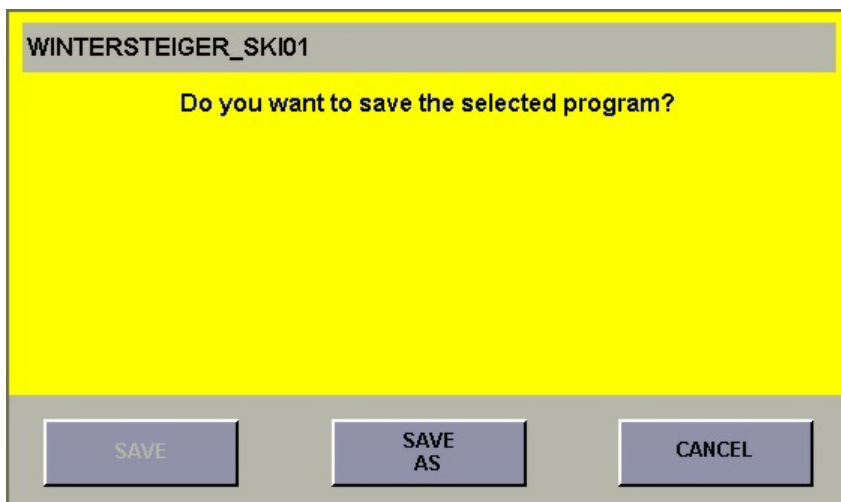 WINTERSTEIGER_SKI01
Do you want to save the selected program?
SAVE
SAVE
AS
CANCEL